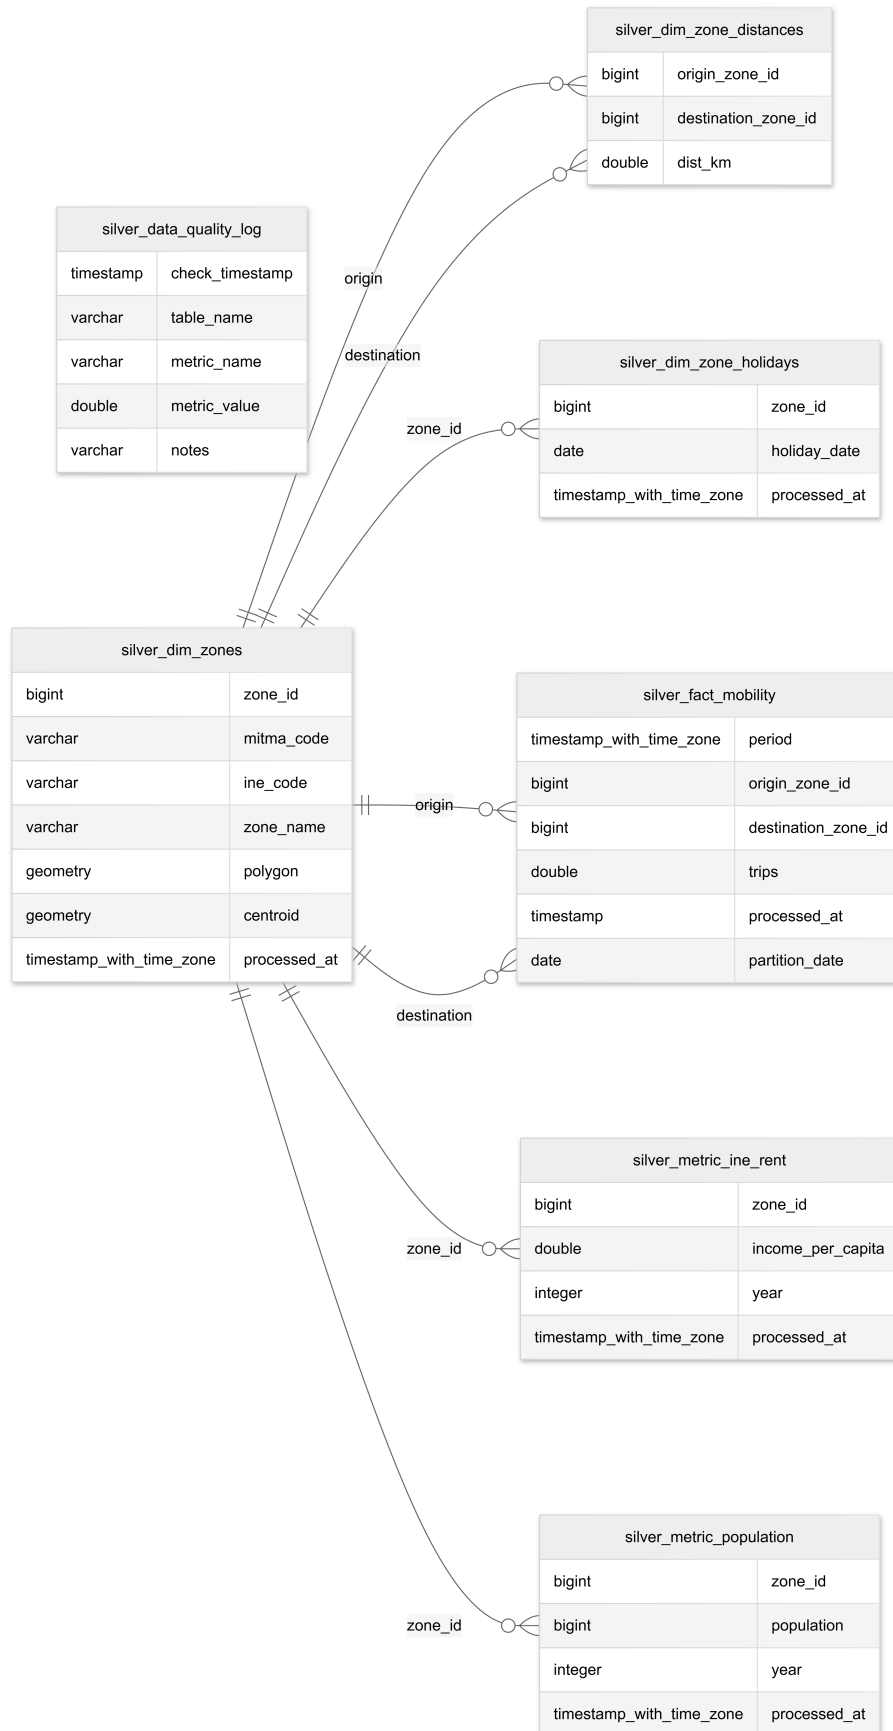 silver_dim_zone_distances
bigint origin_zone_id
bigint destination_zone_id
double dist_km
silver_data_quality_log
timestamp check_timestamp
varchar table_name
varchar metric_name
double metric_value
varchar notes
origin
destination
silver_dim_zone_holidays
bigint zone_id
date holiday_date
timestamp_with_time_zone processed_at
zone_id
silver_dim_zones
bigint zone_id
varchar mitma_code
varchar ine_code
varchar zone_name
geometry polygon
geometry centroid
timestamp_with_time_zone processed_at
silver_fact_mobility
timestamp_with_time_zone period
bigint origin_zone_id
bigint destination_zone_id
double trips
timestamp processed_at
date partition_date
origin
destination
silver_metric_ine_rent
bigint zone_id
double income_per_capita
integer year
timestamp_with_time_zone processed_at
zone_id
silver_metric_population
bigint zone_id
bigint population
integer year
timestamp_with_time_zone processed_at
zone_id